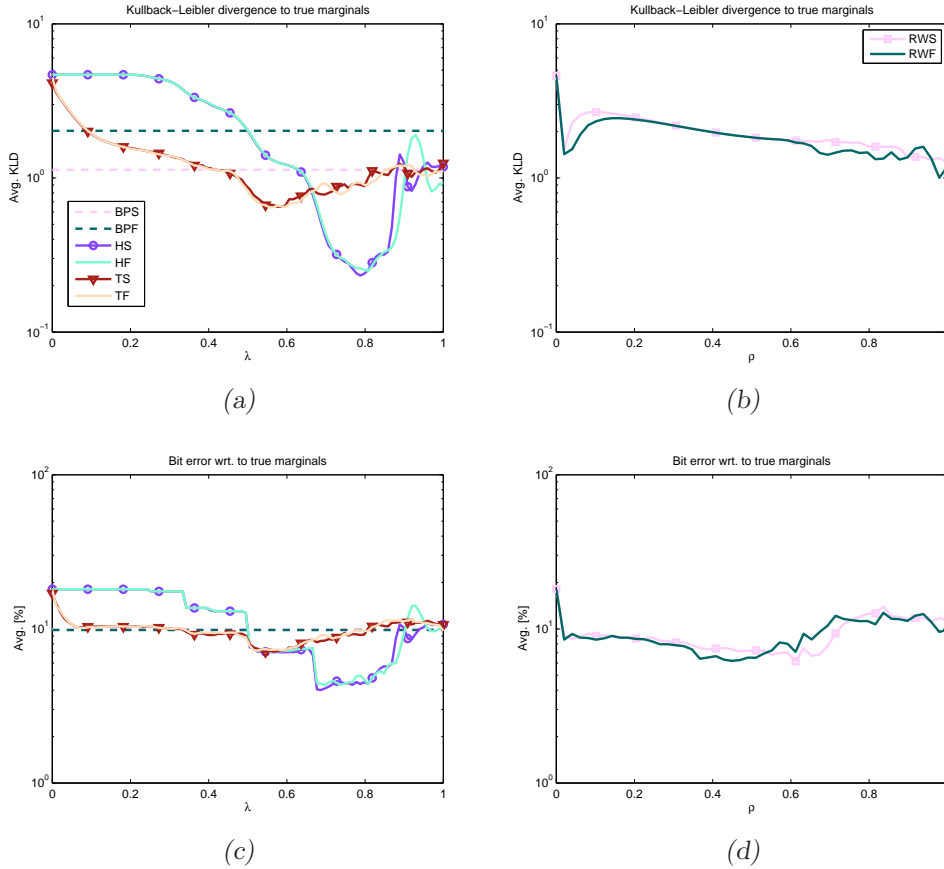 Kullback−Leibler divergence to true marginals
10^1
10^0
10^−1
Avg. KLD
BPS
BPF
HS
HF
TS
TF
0
0.2
0.4
0.6
0.8
1
λ
(a)
Kullback−Leibler divergence to true marginals
10^1
10^0
10^−1
Avg. KLD
RWS
RWF
0
0.2
0.4
0.6
0.8
ρ
(b)
Bit error wrt. to true marginals
10^2
10^1
10^0
Avg. [%]
0
0.2
0.4
0.6
0.8
1
λ
(c)
Bit error wrt. to true marginals
10^2
10^1
10^0
Avg. [%]
0
0.2
0.4
0.6
0.8
ρ
(d)